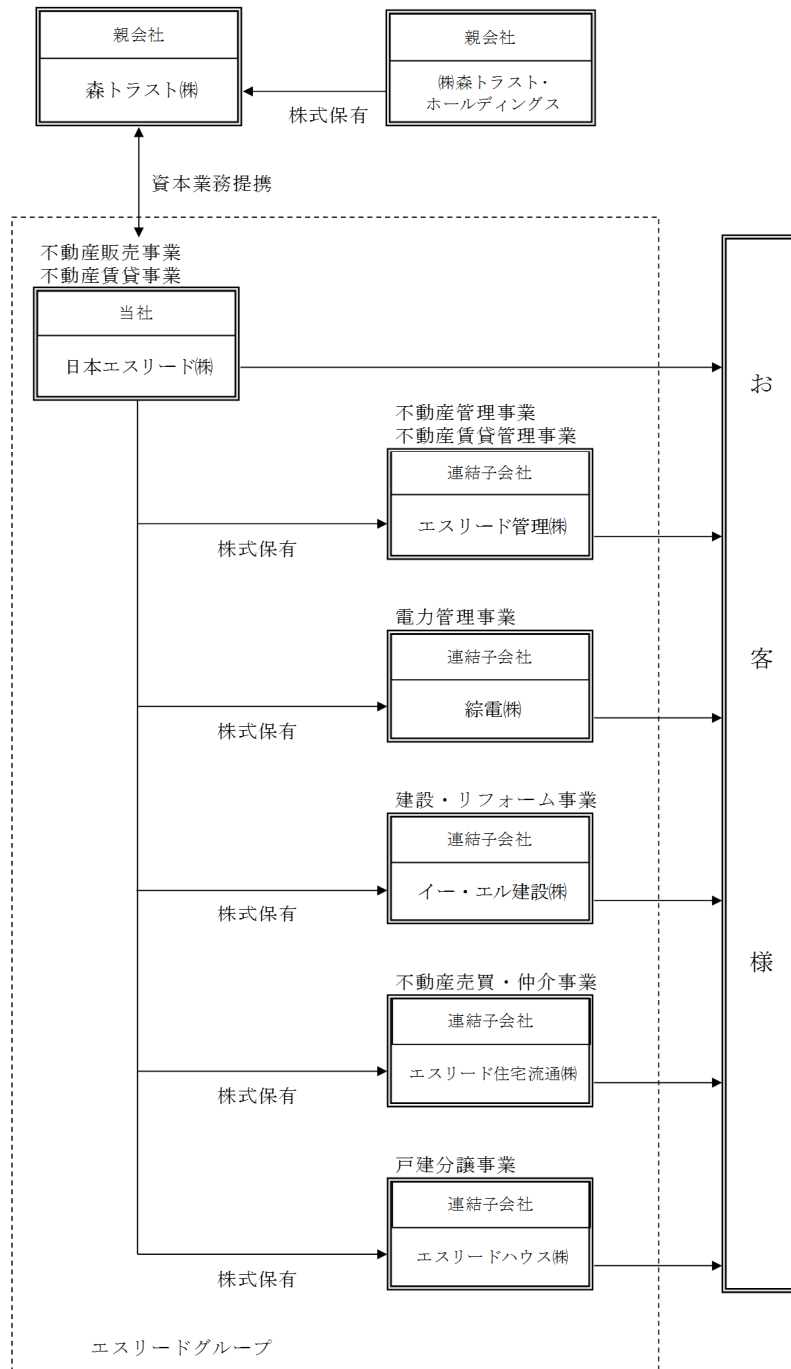 親会社
森トラスト㈱
親会社
㈱森トラスト・
ホールディングス
株式保有
資本業務提携
不動産販売事業
不動産賃貸事業
当社
日本エスリード㈱
お
客
様
不動産管理事業
不動産賃貸管理事業
連結子会社
エスリード管理㈱
株式保有
電力管理事業
連結子会社
綜電㈱
株式保有
建設・リフォーム事業
連結子会社
イー・エル建設㈱
株式保有
不動産売買・仲介事業
連結子会社
エスリード住宅流通㈱
株式保有
戸建分譲事業
連結子会社
エスリードハウス㈱
株式保有
エスリードグループ